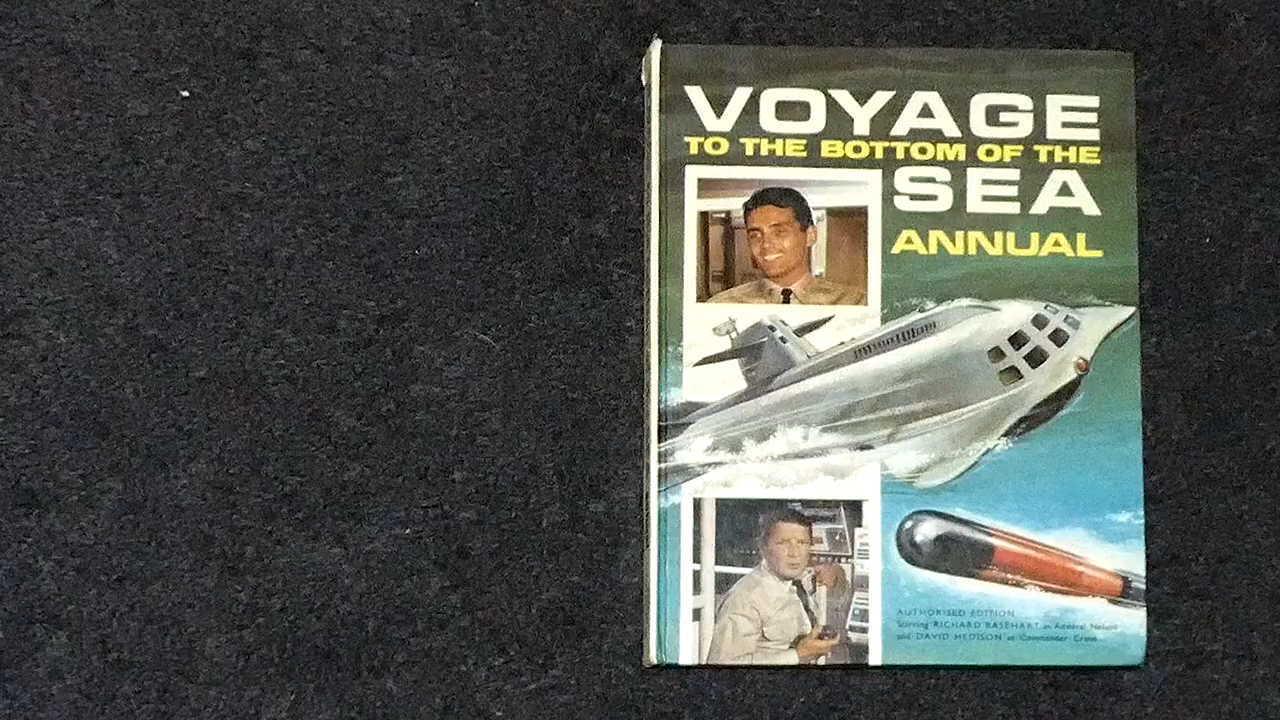 VOYAGE
TO THE BOTTOM OF THE
SEA
ANNUAL
AUTHORISED EDITION
Starring RICHARD BASEHART as Admiral Nelson
and DAVID HEDISON as Commander Crane